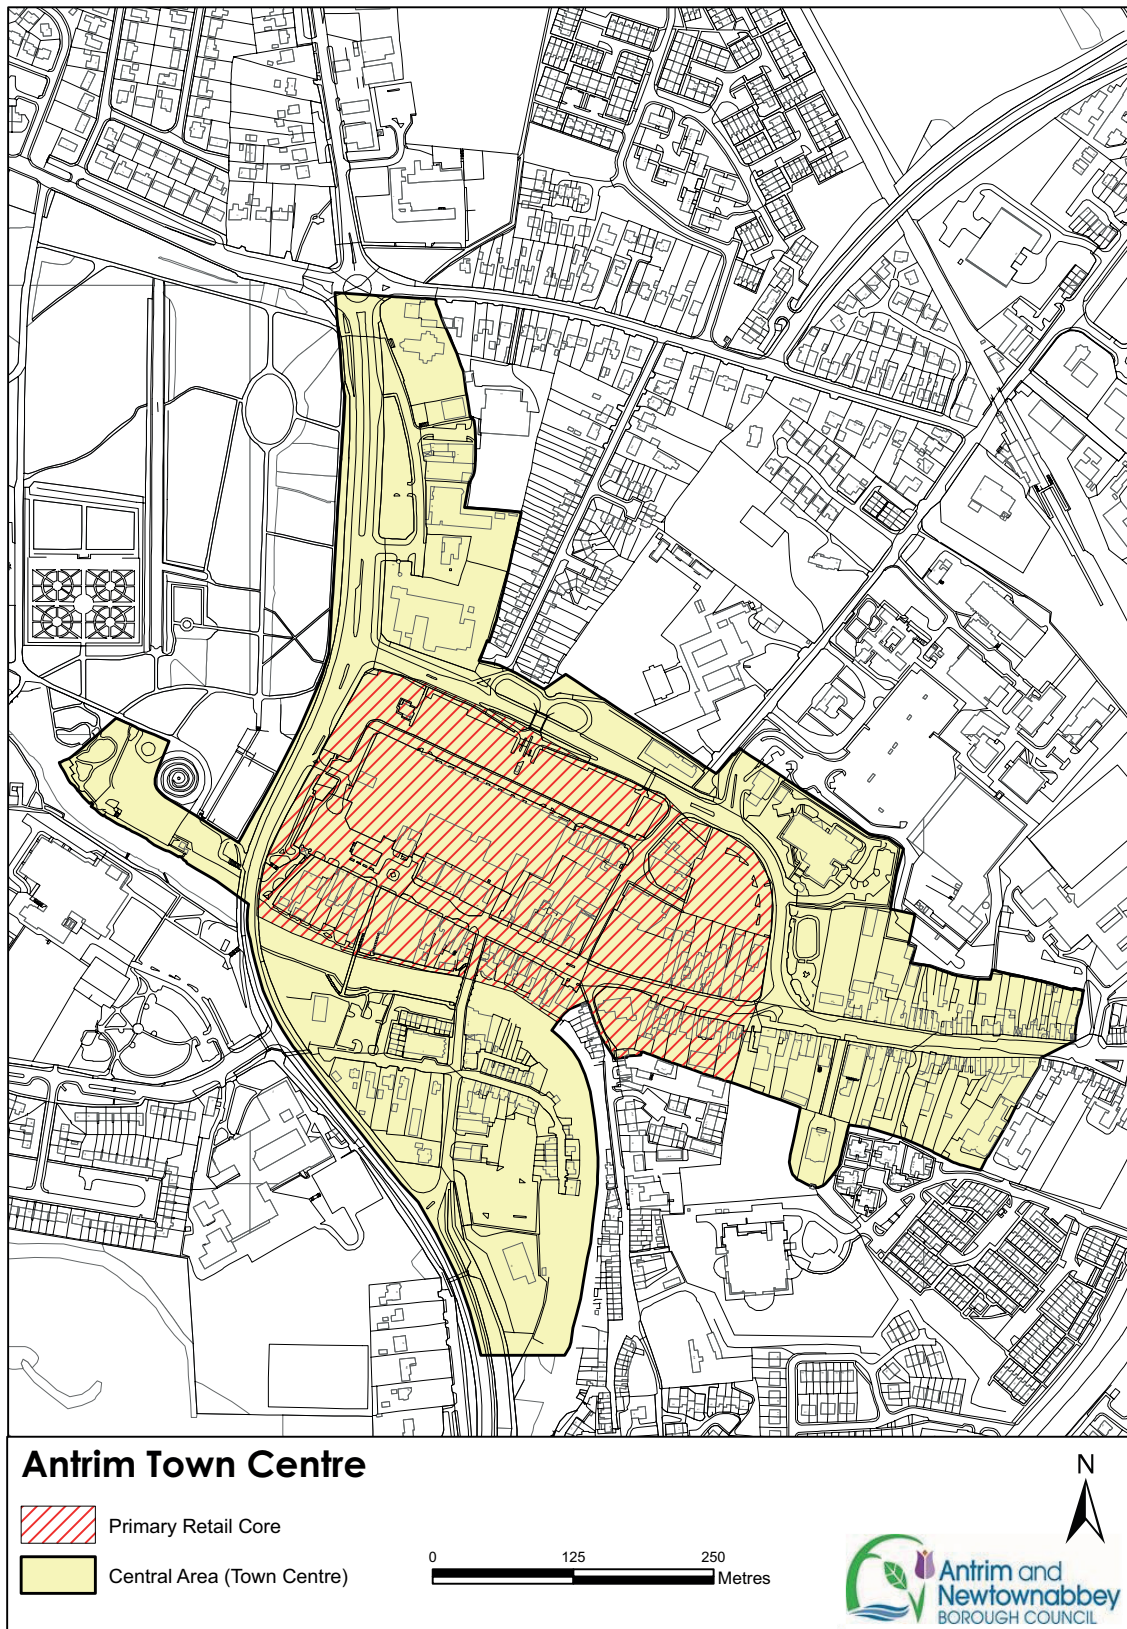 Antrim Town Centre
Primary Retail Core
Central Area (Town Centre)
0 125 250
Metres
N
Antrim and
Newtownabbey
BOROUGH COUNCIL